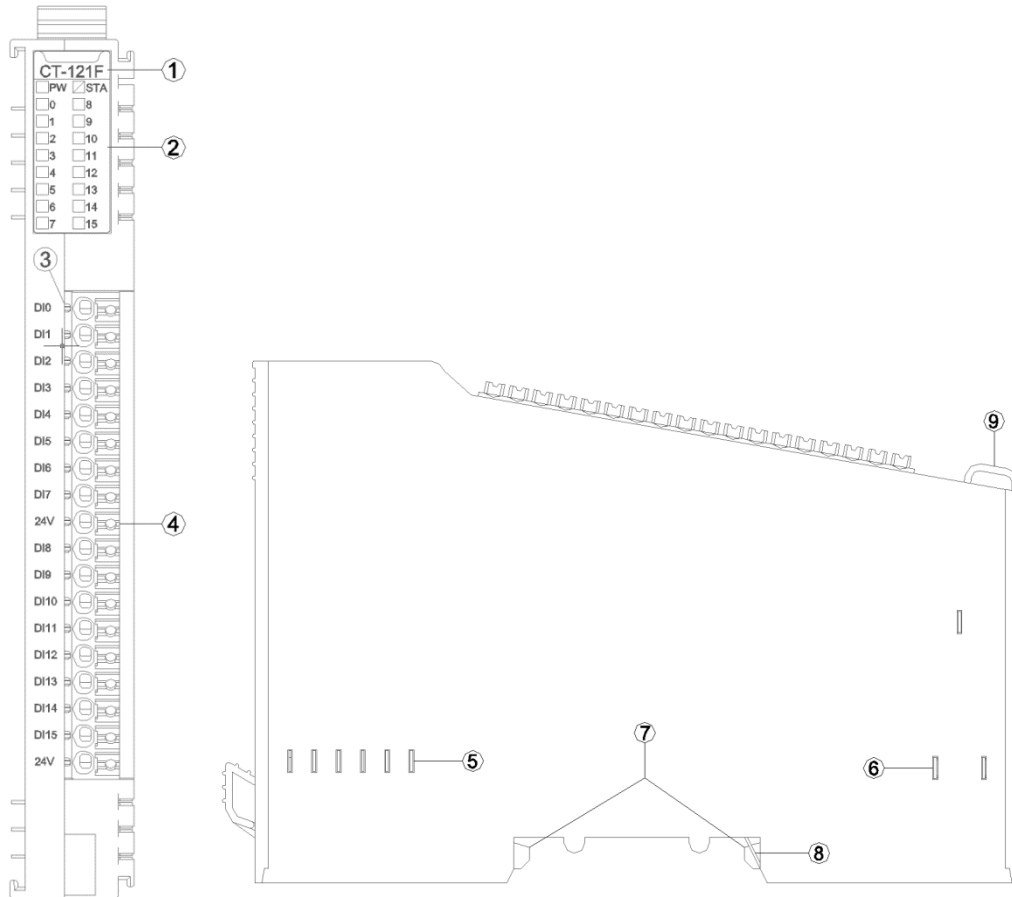 CT-121F
①
PW STA
0 8
1 9
2 10
②
3 11
4 12
5 13
6 14
7 15
③
DI0
DI1
DI2
DI3
DI4
DI5
DI6
DI7
24V
④
DI8
DI9
DI10
DI11
DI12
DI13
DI14
DI15
24V
⑨
⑦
⑤
⑥
⑧